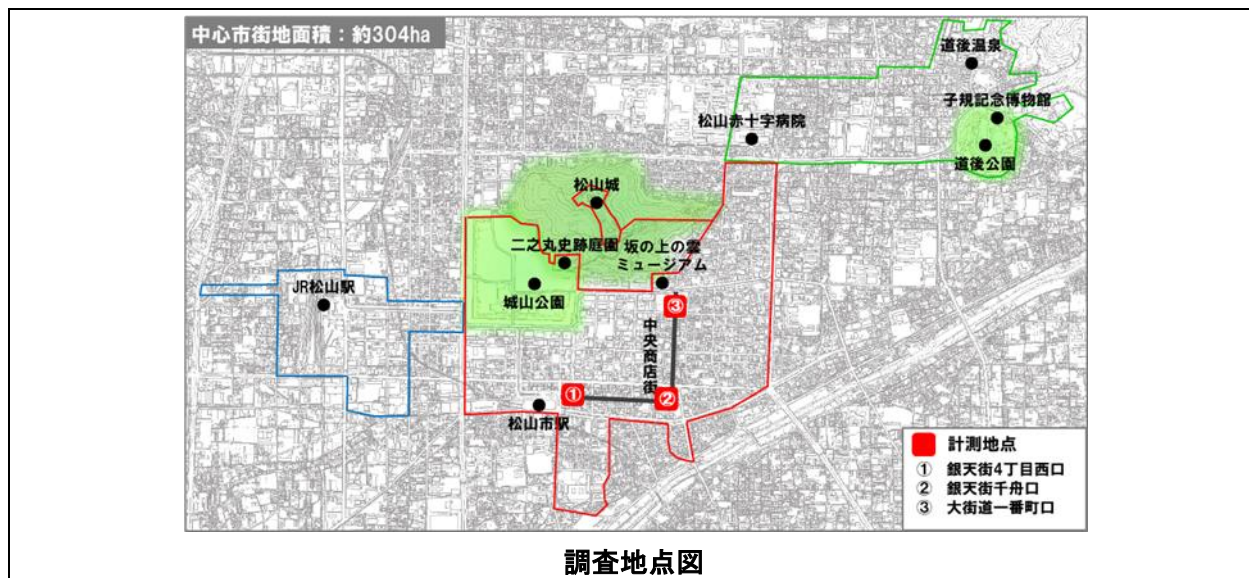 中心市街地面積：約304ha
道後温泉
子規記念博物館
松山赤十字病院
道後公園
松山城
二之丸史跡庭園
坂の上の雲
ミュージアム
JR松山駅
城山公園
③
中央商店街
①
②
松山市駅
計測地点
① 銀天街4丁目西口
② 銀天街千舟口
③ 大街道一番町口
調査地点図